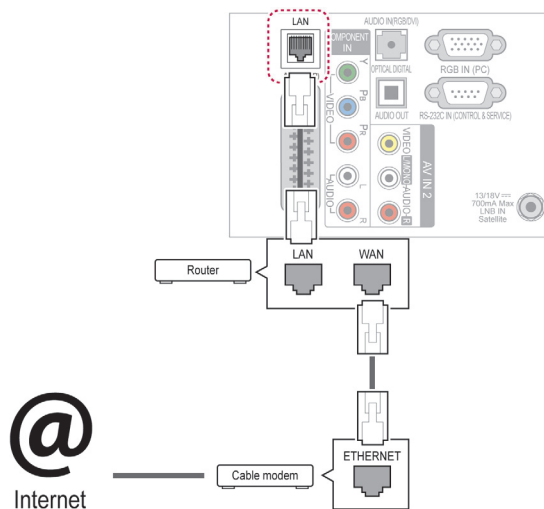 LAN
AUDIO IN(RGB/DVI)
COMPONENT
IN
Y
PB
PR
VIDEO
L
R
AUDIO
OPTICAL DIGITAL
AUDIO OUT
RGB IN (PC)
RS-232C IN (CONTROL & SERVICE)
VIDEO
L/MONO
AUDIO
R
AV IN 2
13/18V
700mA Max
LNB IN
Satellite
LAN
WAN
Router
ETHERNET
Cable modem
@
Internet